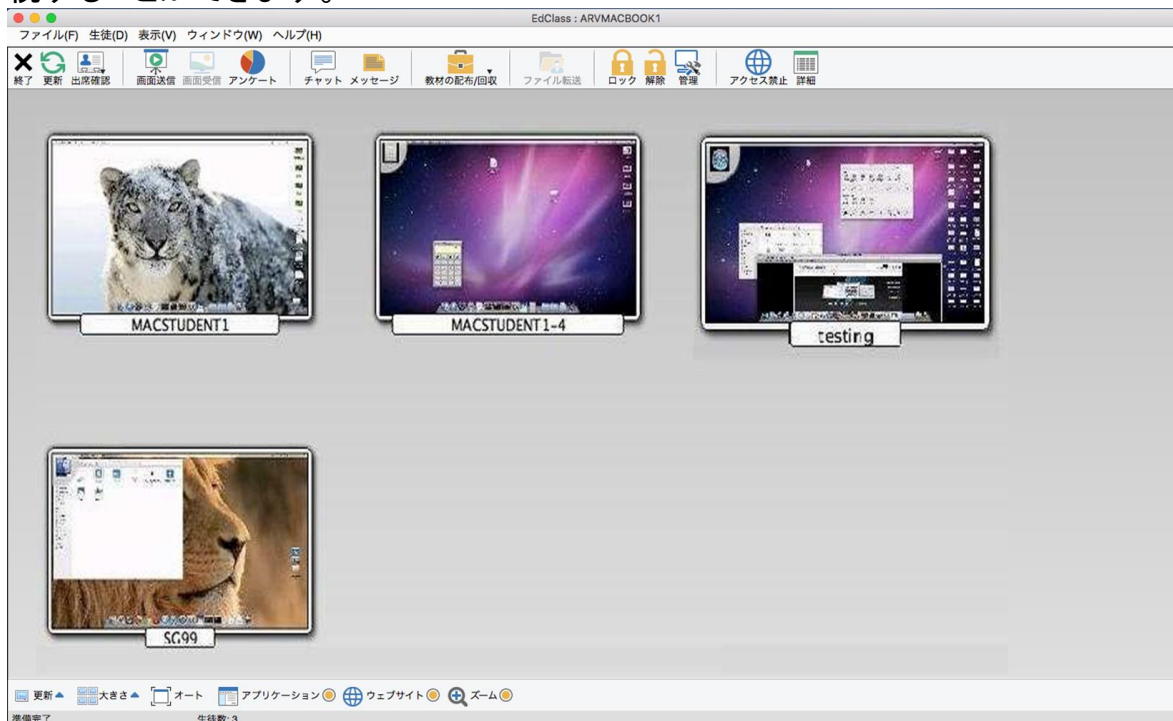 EdClass : ARVMACBOOK1
ファイル(F) 生徒(D) 表示(V) ウィンドウ(W) ヘルプ(H)
終了 更新 出席確認 画面送信 画面受信 アンケート チャット メッセージ 教材の配布/回収 ファイル転送 ロック 解除 管理 アクセス禁止 詳細
MACSTUDENT1 MACSTUDENT1-4 testing
SG99
更新 大きさ オート アプリケーション ウェブサイト ズーム
準備完了 生徒数: 3